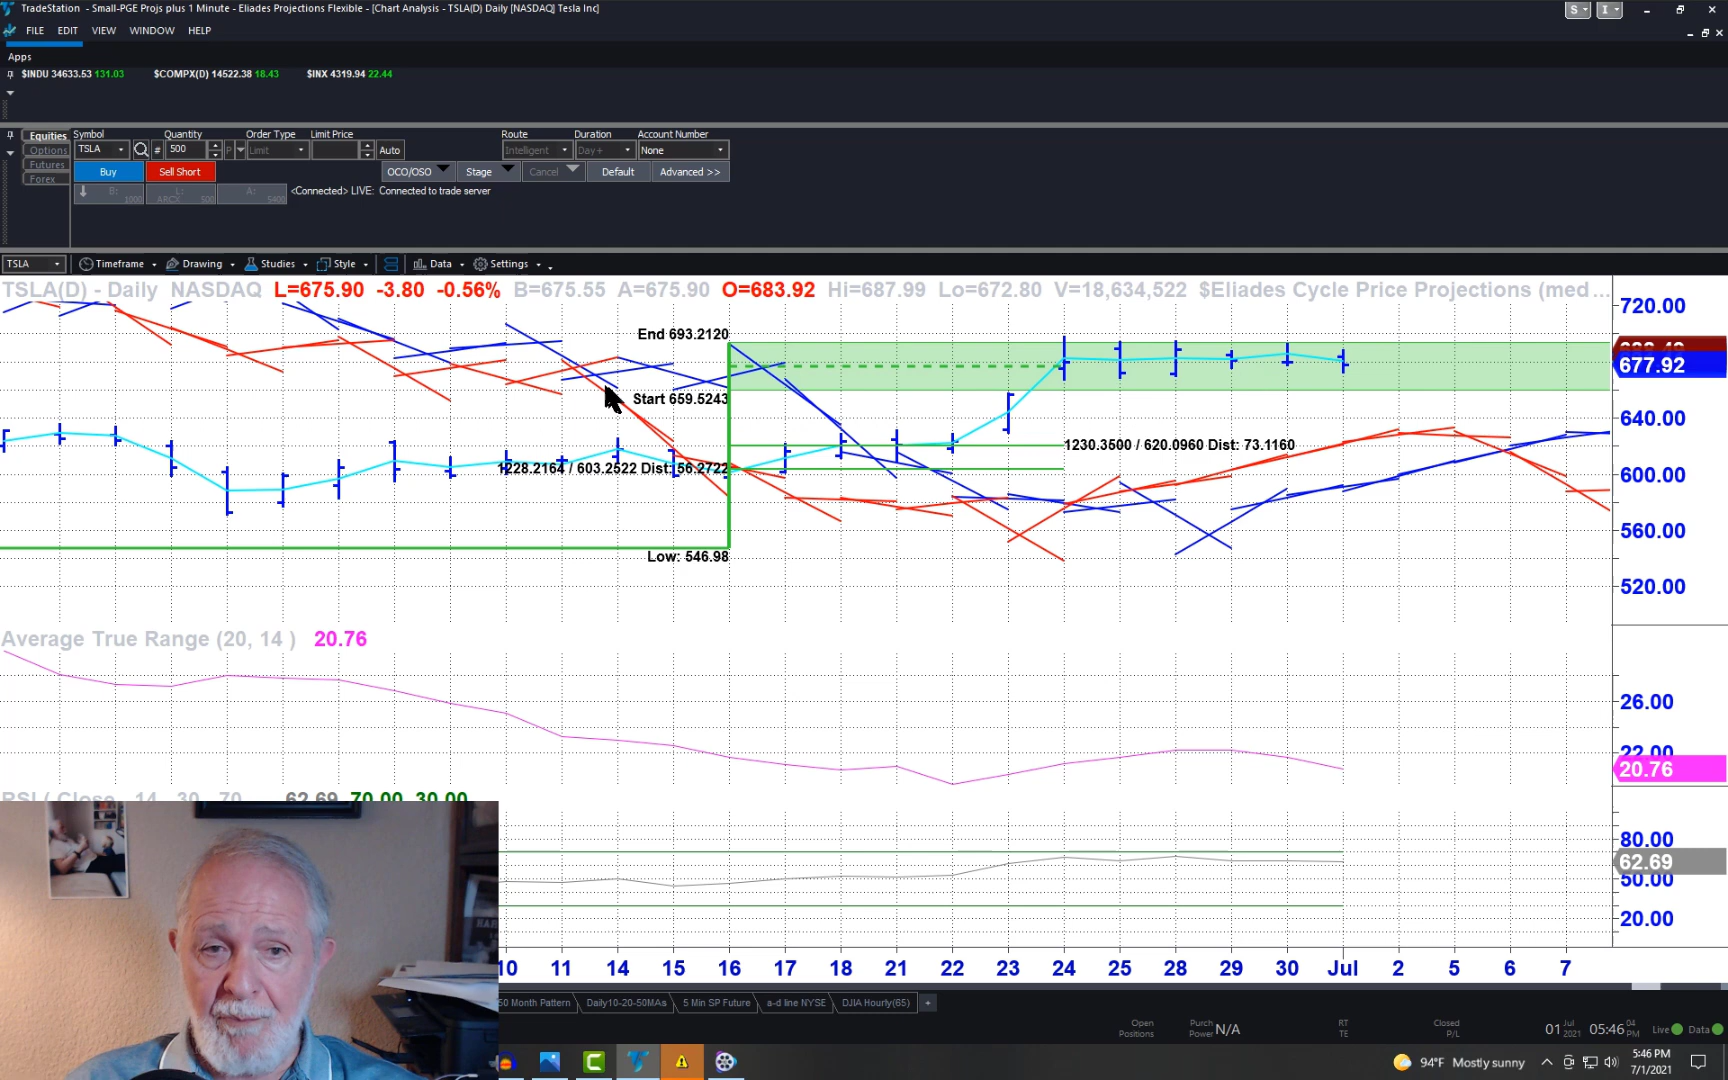 TradeStation - Small-PGE Projs plus 1 Minute - Eliades Projections Flexible - [Chart Analysis - TSLA(D) Daily [NASDAQ] Tesla Inc]
S
I
FILE EDIT VIEW WINDOW HELP
Apps
$INDU 34633.53 131.03 $COMPX(D) 14522.38 18.43 $INX 4319.94 22.44
Equities Symbol Quantity Order Type Limit Price Route Duration Account Number
Options TSLA # 500 P Limit Auto Intelligent Day+ None
Futures Buy Sell Short OCO/OSO Stage Cancel Default Advanced >>
Forex
B: 1000 L: ARCX 500 A: 5400 <Connected> LIVE: Connected to trade server
TSLA Timeframe Drawing Studies Style Data Settings
TSLA(D) - Daily NASDAQ L=675.90 -3.80 -0.56% B=675.55 A=675.90 O=683.92 Hi=687.99 Lo=672.80 V=18,634,522 $Eliades Cycle Price Projections (med ...
720.00
End 693.2120
677.92
Start 659.5243
640.00
1230.3500 / 620.0960 Dist: 73.1160
1228.2164 / 603.2522 Dist: 56.2722
600.00
560.00
Low: 546.98
520.00
Average True Range (20, 14 ) 20.76
26.00
22.00
20.76
RSI ( Close 14 30 70 62.69 70.00 30.00
80.00
62.69
50.00
20.00
10 11 14 15 16 17 18 21 22 23 24 25 28 29 30 Jul 2 5 6 7
50 Month Pattern Daily10-20-50MAs 5 Min SP Future a-d line NYSE DJIA Hourly(65) +
Open Positions Purch Power N/A RT TE Closed P/L 01 Jul 2021 05:46 04 PM Live Data
94°F Mostly sunny 5:46 PM
7/1/2021